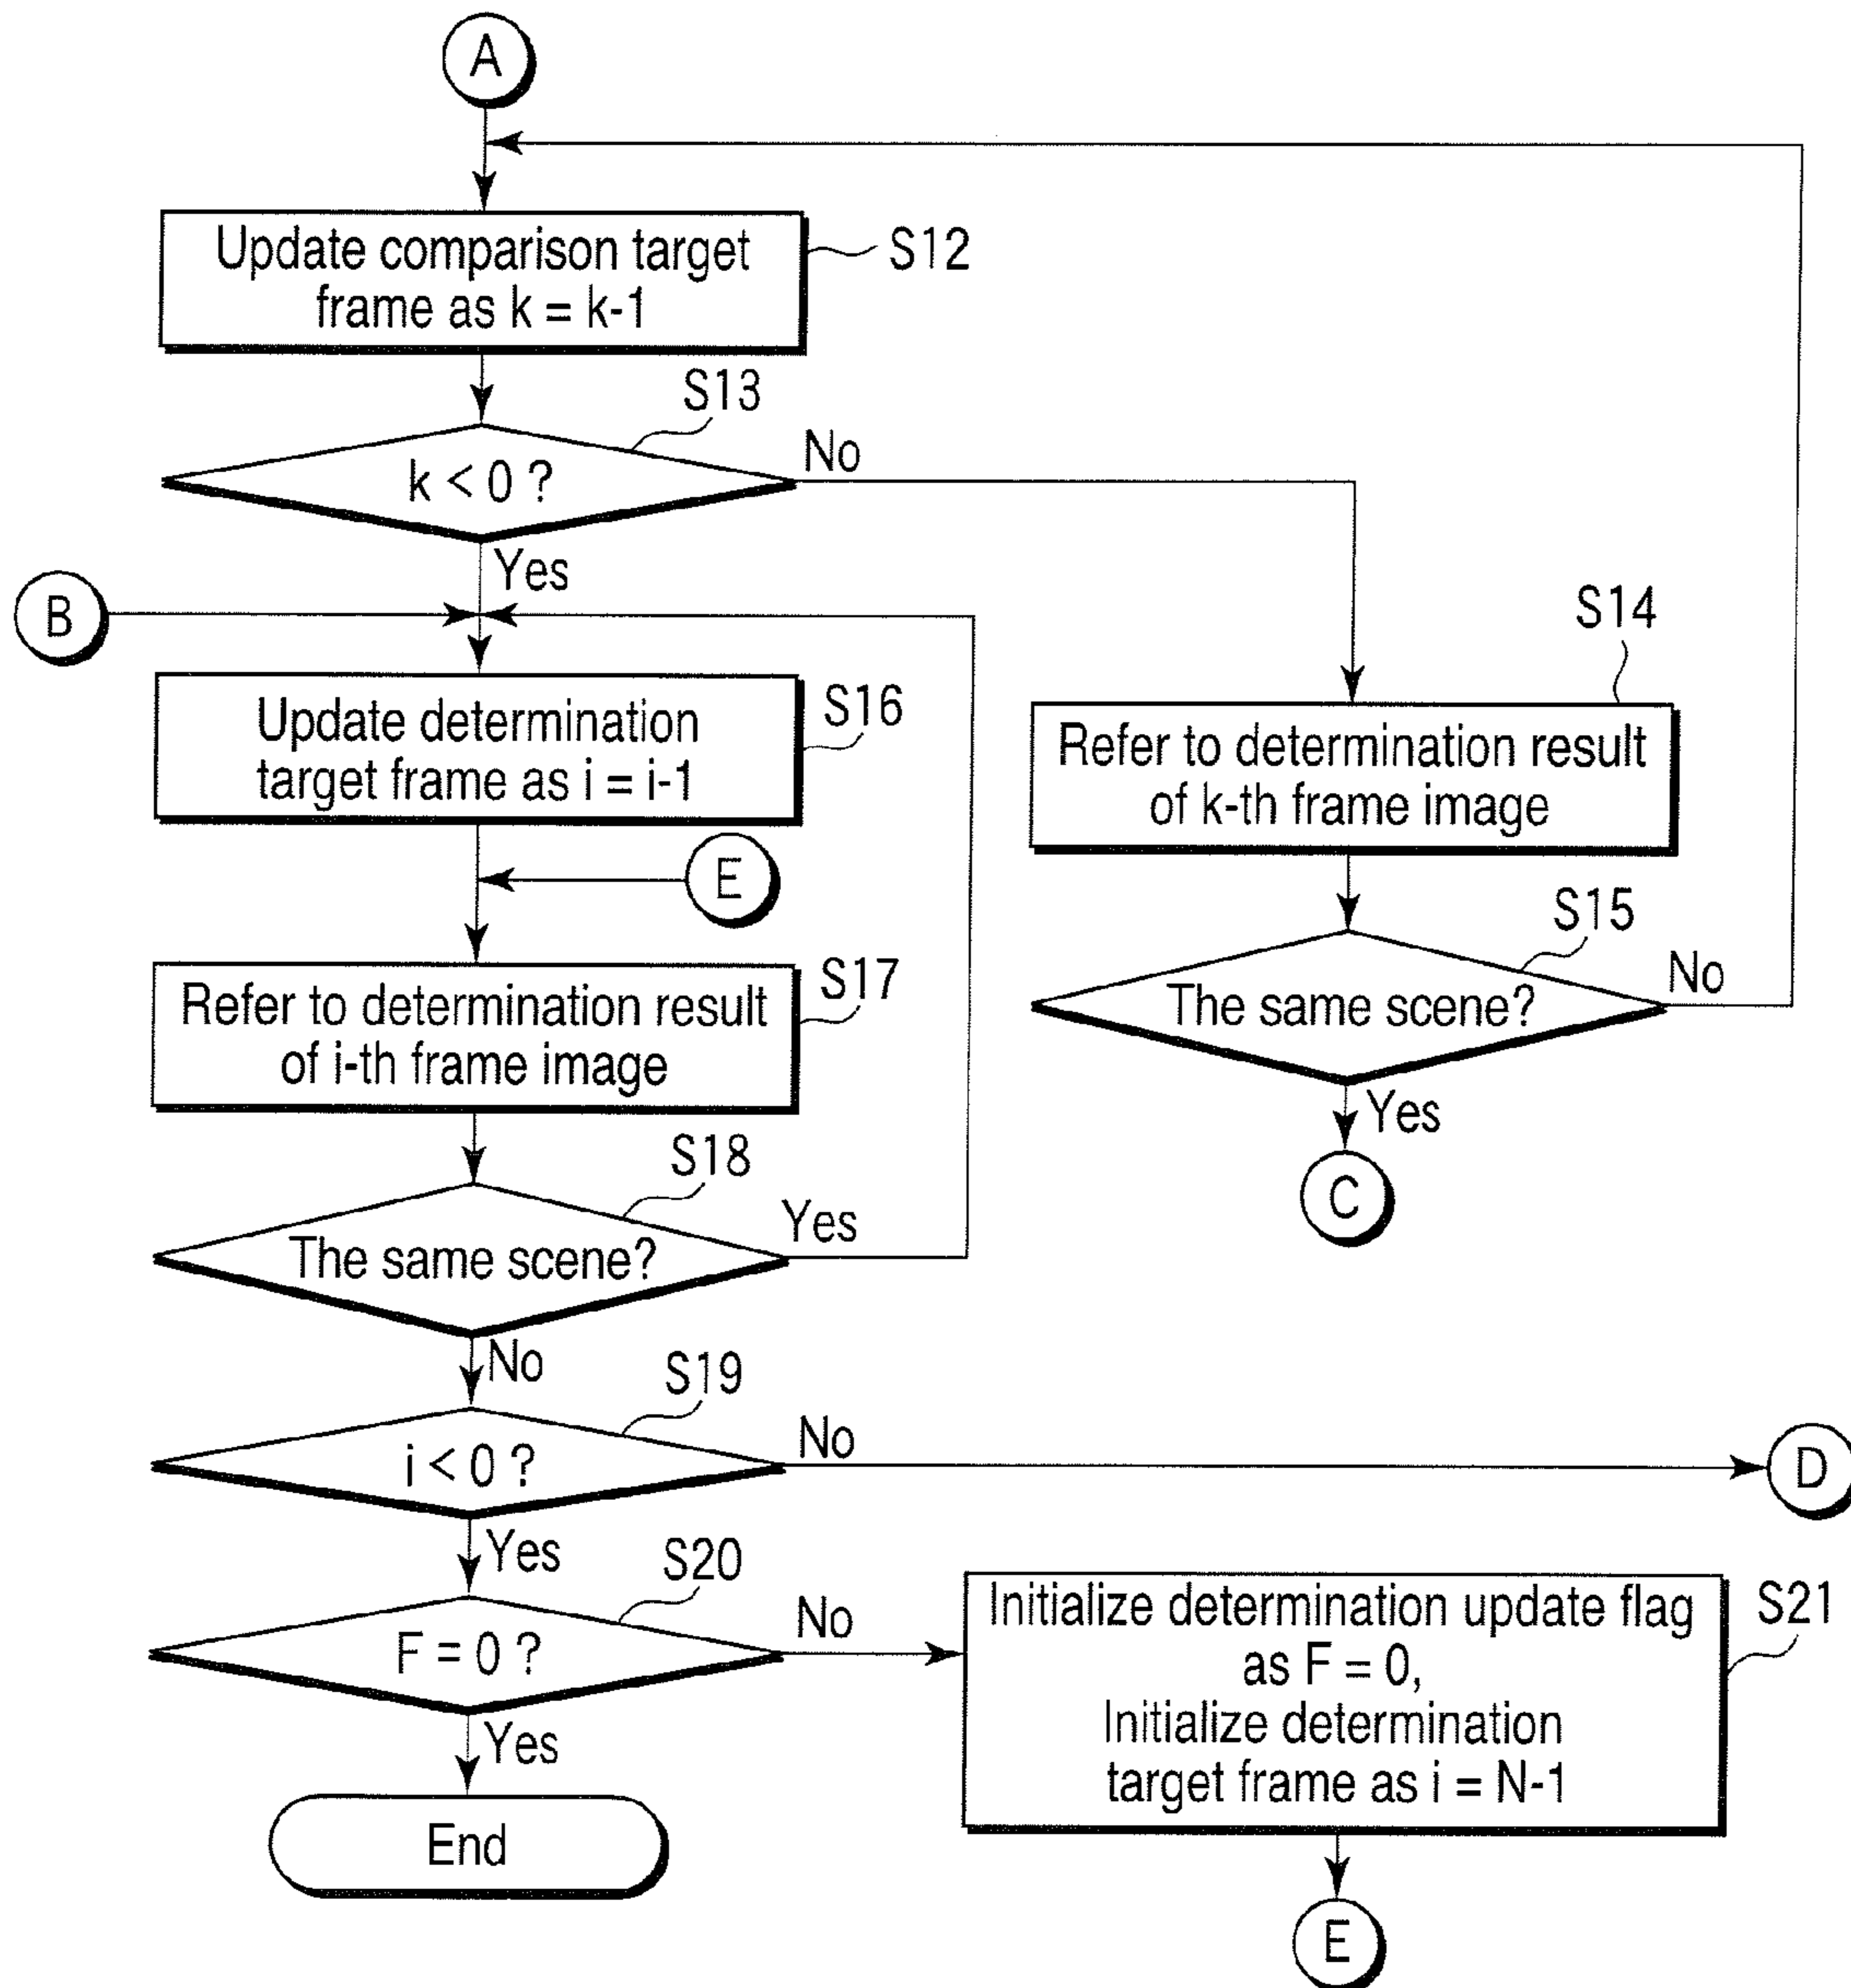 A
Update comparison target
frame as k = k-1
S12
S13
k < 0 ?
No
Yes
B
S14
Update determination
target frame as i = i-1
S16
Refer to determination result
of k-th frame image
E
S15
The same scene?
No
Yes
C
Refer to determination result
of i-th frame image
S17
S18
The same scene?
Yes
No
S19
i < 0 ?
No
D
Yes
S20
F = 0 ?
No
Initialize determination update flag
as F = 0,
Initialize determination
target frame as i = N-1
S21
Yes
End
E